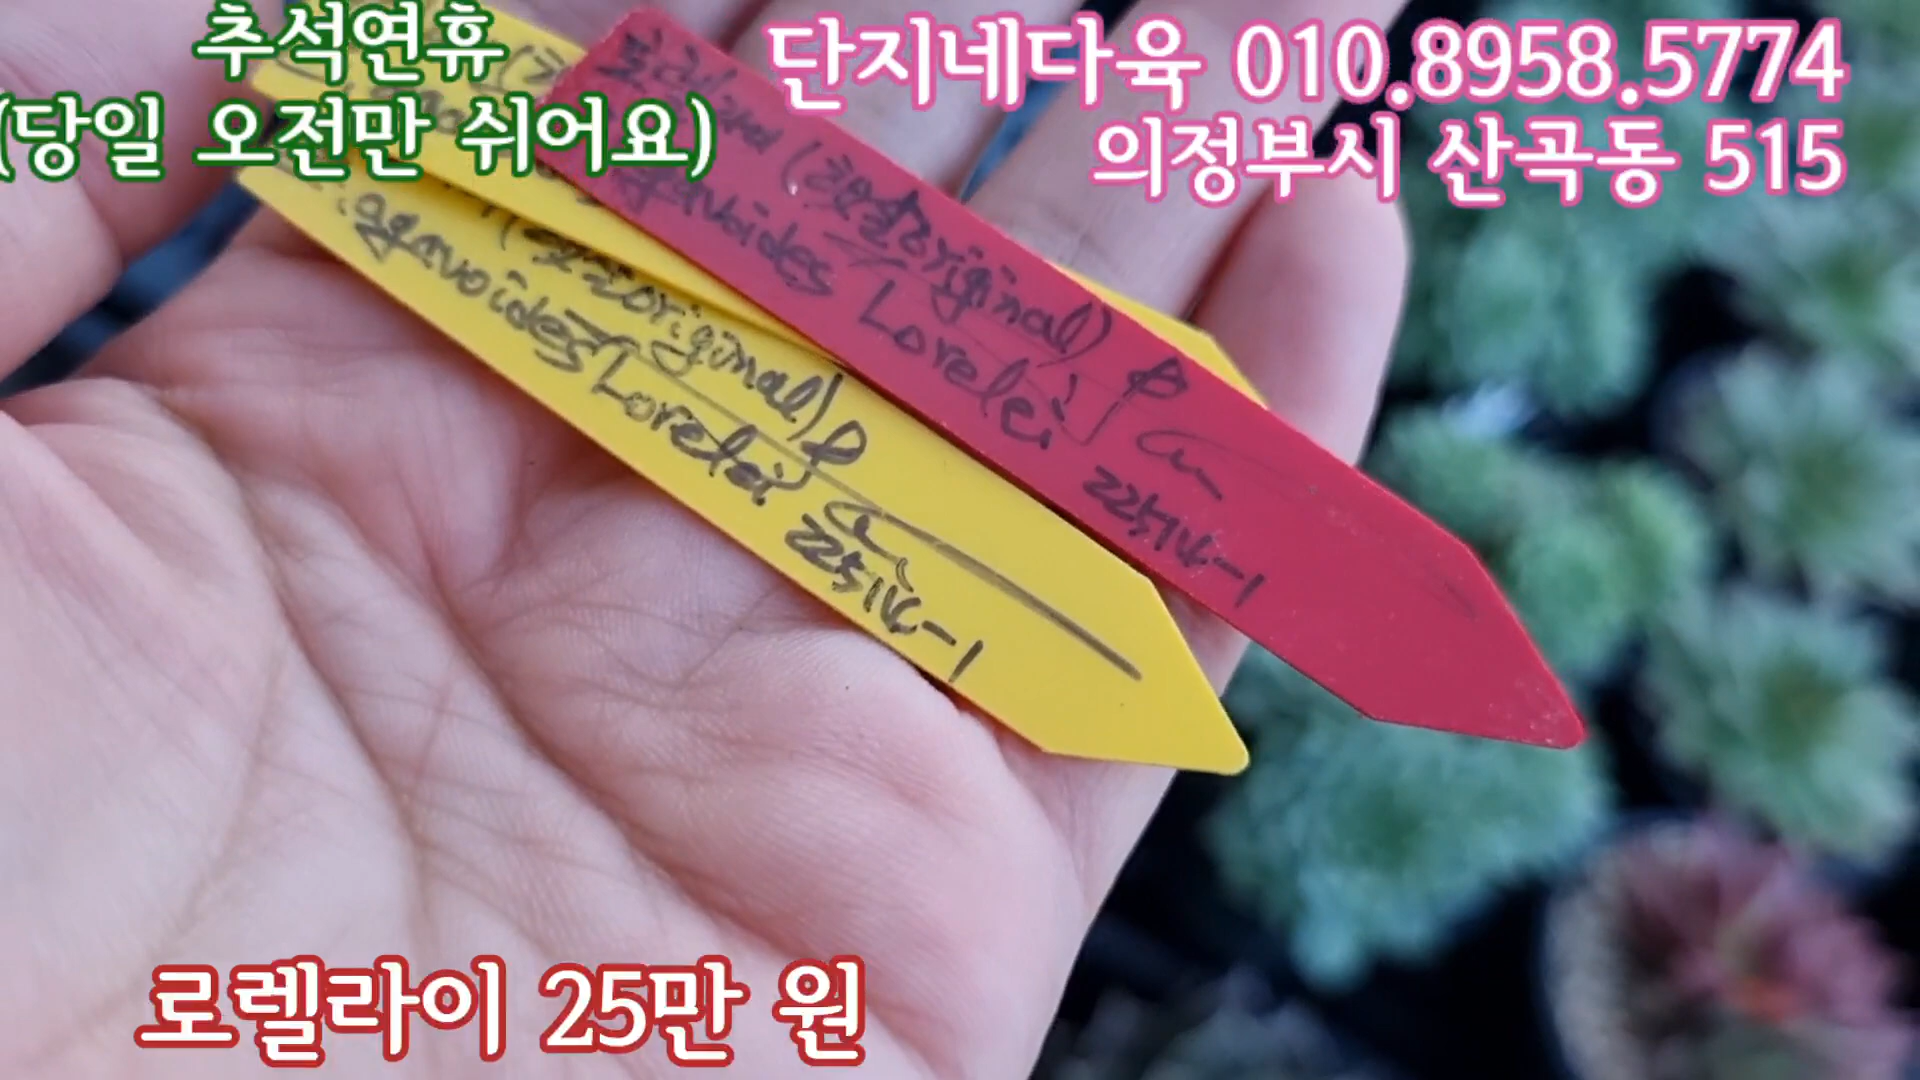 추석연휴
(당일 오전만 쉬어요)
단지네다육 010.8958.5774
의정부시 산곡동 515
original)
agavoides Lorelei
original)
agavoides Lorelei
로렐라이 25만 원